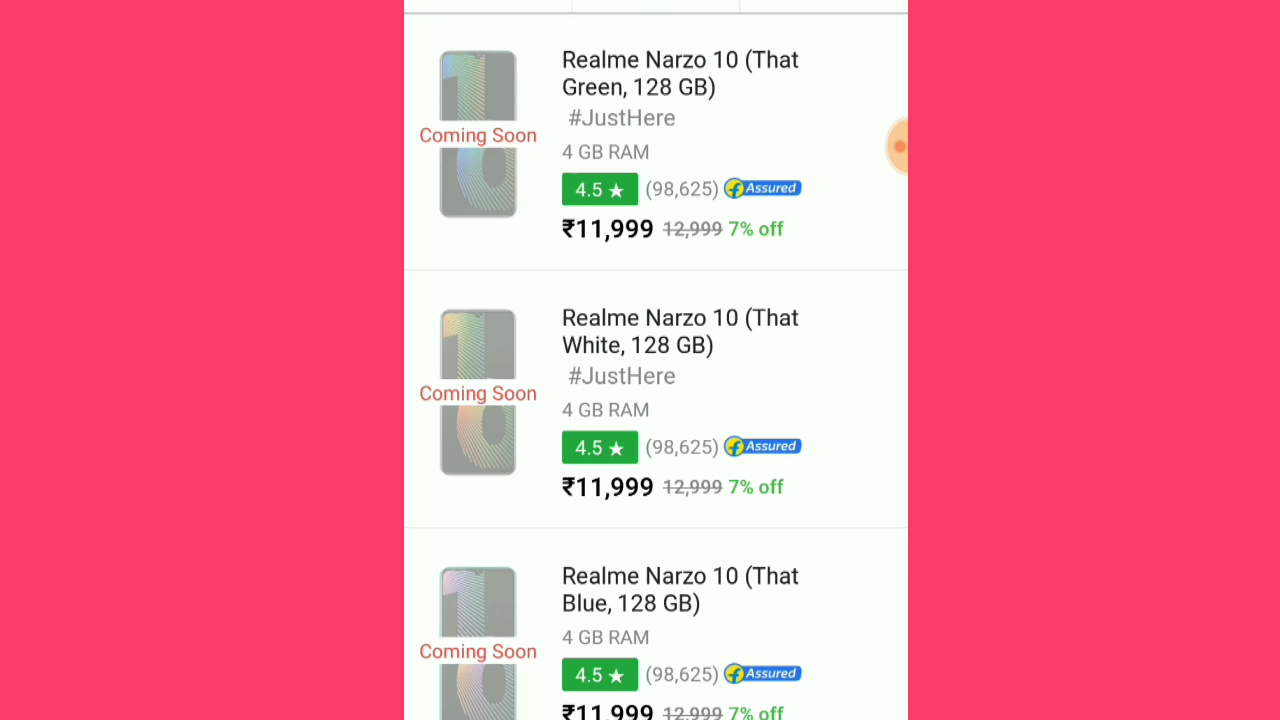 Realme Narzo 10 (That
Green, 128 GB)
#JustHere
Coming Soon
4 GB RAM
4.5 ★ (98,625) f Assured
₹11,999 12,999 7% off
Realme Narzo 10 (That
White, 128 GB)
#JustHere
Coming Soon
4 GB RAM
4.5 ★ (98,625) f Assured
₹11,999 12,999 7% off
Realme Narzo 10 (That
Blue, 128 GB)
4 GB RAM
Coming Soon
4.5 ★ (98,625) f Assured
₹11,999 12,999 7% off